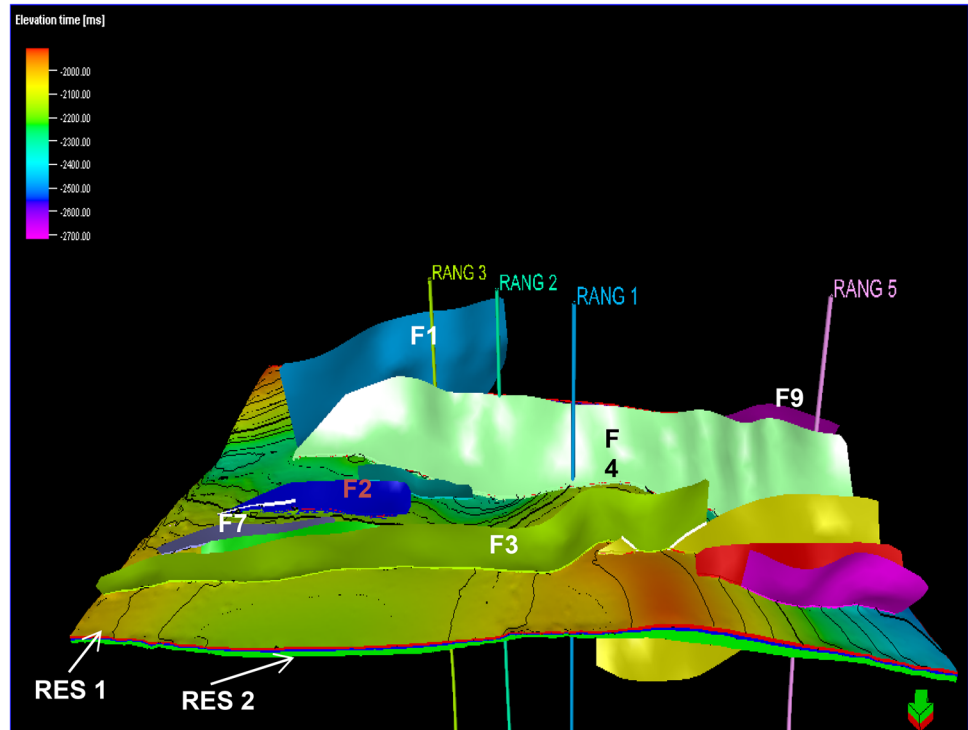 Elevation time [ms]
-2000.00
-2100.00
-2200.00
-2300.00
-2400.00
-2500.00
-2600.00
-2700.00
RANG 3
RANG 2
RANG 1
RANG 5
F1
F9
F
4
F2
F7
F3
RES 1
RES 2